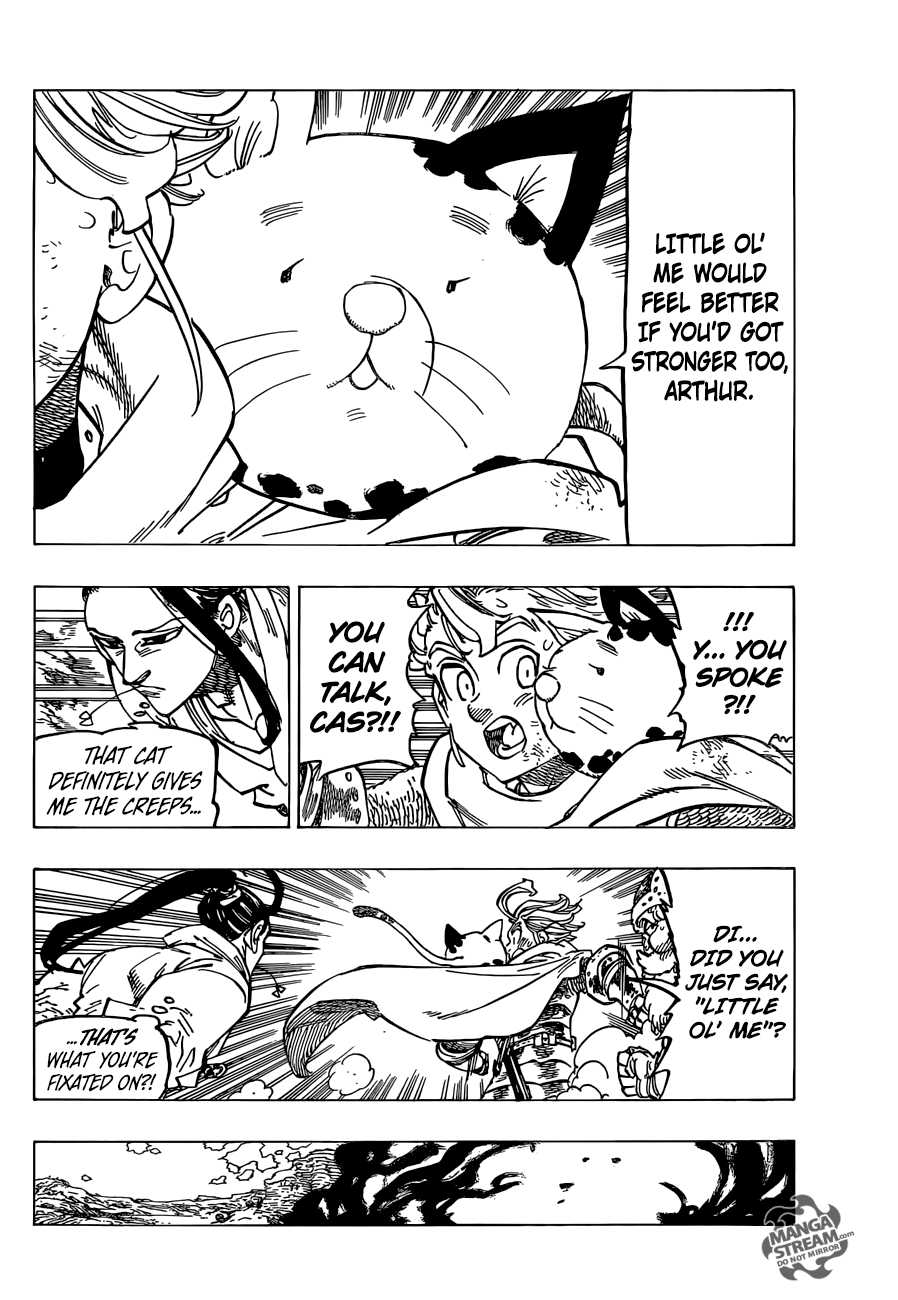 LITTLE OL'
ME WOULD
FEEL BETTER
IF YOU'D GOT
STRONGER TOO,
ARTHUR.
!!!
Y... YOU
SPOKE
?!!
YOU
CAN
TALK,
CAS?!!
THAT CAT
DEFINITELY GIVES
ME THE CREEPS...
DI...
DID YOU
JUST SAY,
"LITTLE
OL' ME"?
...THAT'S
WHAT YOU'RE
FIXATED ON?!
MANGA
STREAM.com
DO NOT MIRROR